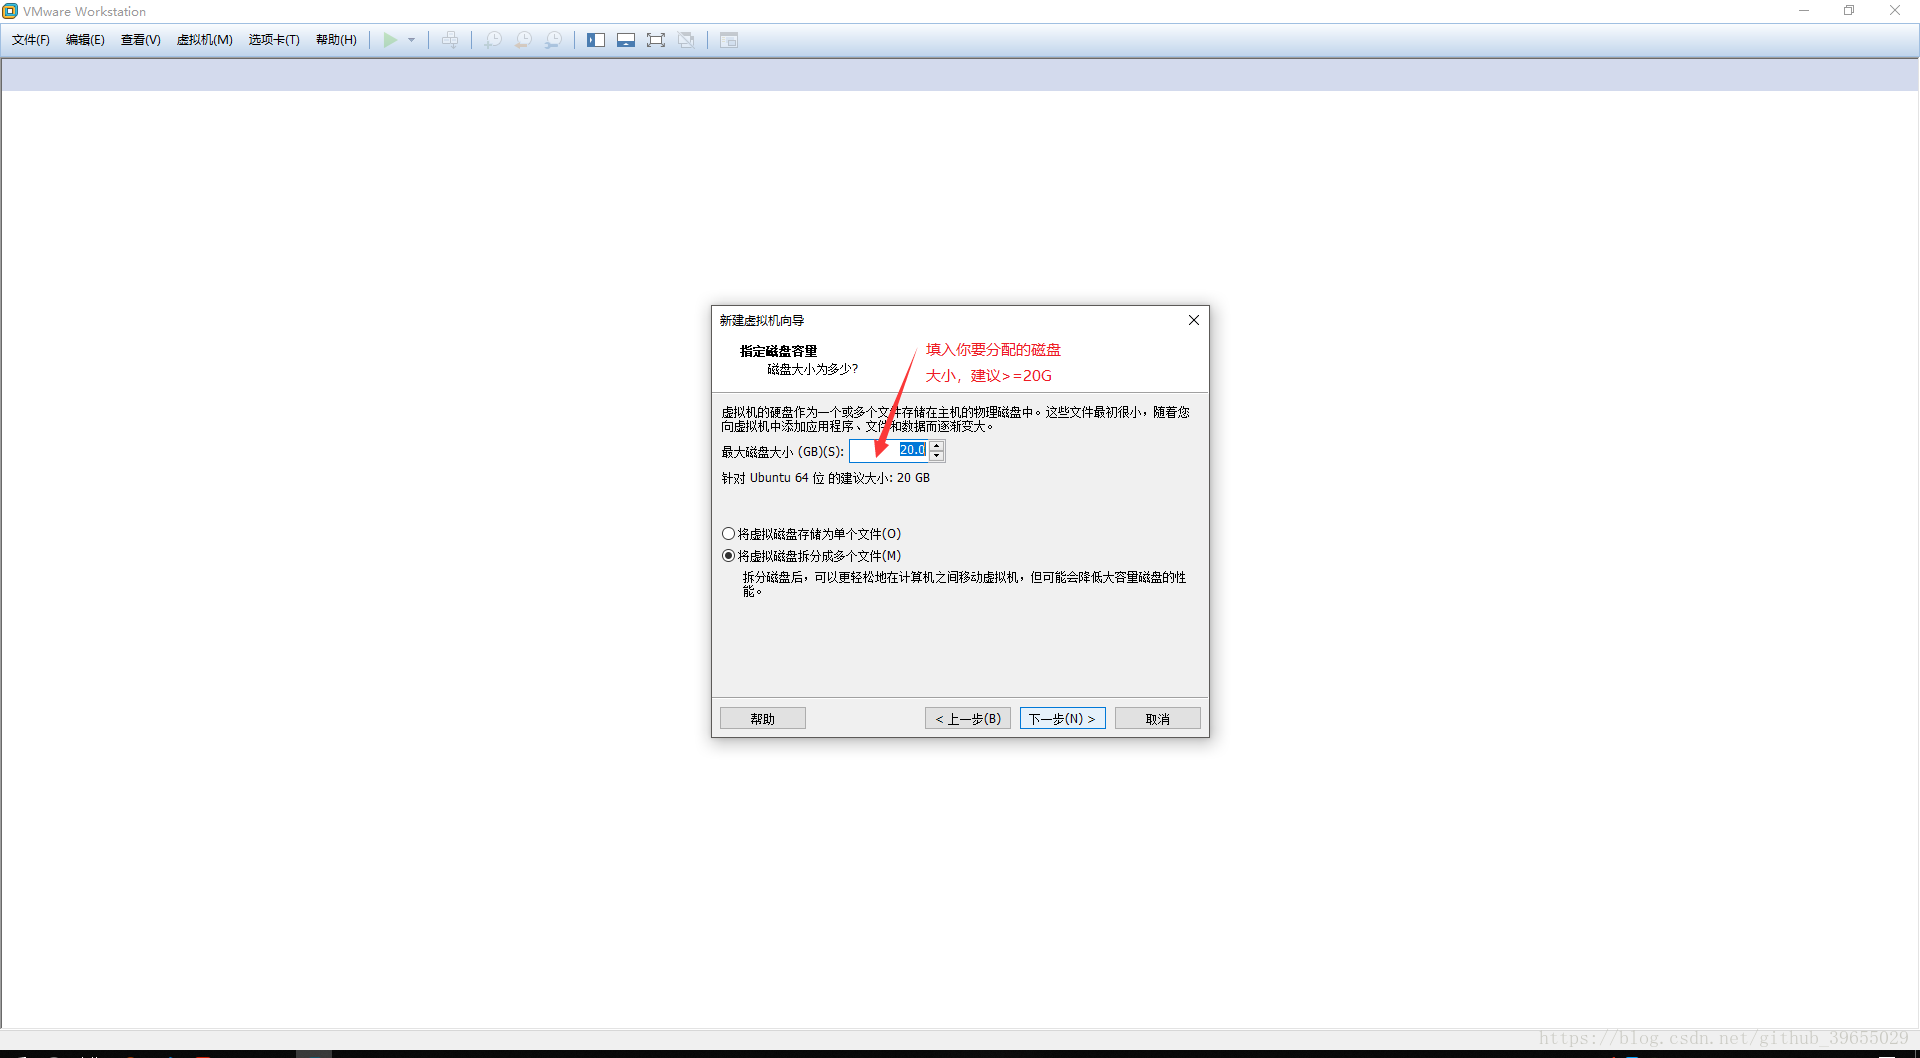 VMware Workstation
文件(F) 编辑(E) 查看(V) 虚拟机(M) 选项卡(T) 帮助(H)
新建虚拟机向导
指定磁盘容量
磁盘大小为多少?
填入你要分配的磁盘
大小，建议>=20G
虚拟机的硬盘作为一个或多个文件存储在主机的物理磁盘中。这些文件最初很小，随着您
向虚拟机中添加应用程序、文件和数据而逐渐变大。
最大磁盘大小 (GB)(S): 20.0
针对 Ubuntu 64 位 的建议大小: 20 GB
将虚拟磁盘存储为单个文件(O)
将虚拟磁盘拆分成多个文件(M)
拆分磁盘后，可以更轻松地在计算机之间移动虚拟机，但可能会降低大容量磁盘的性
能。
帮助 < 上一步(B) 下一步(N) > 取消
https://blog.csdn.net/github_39655029